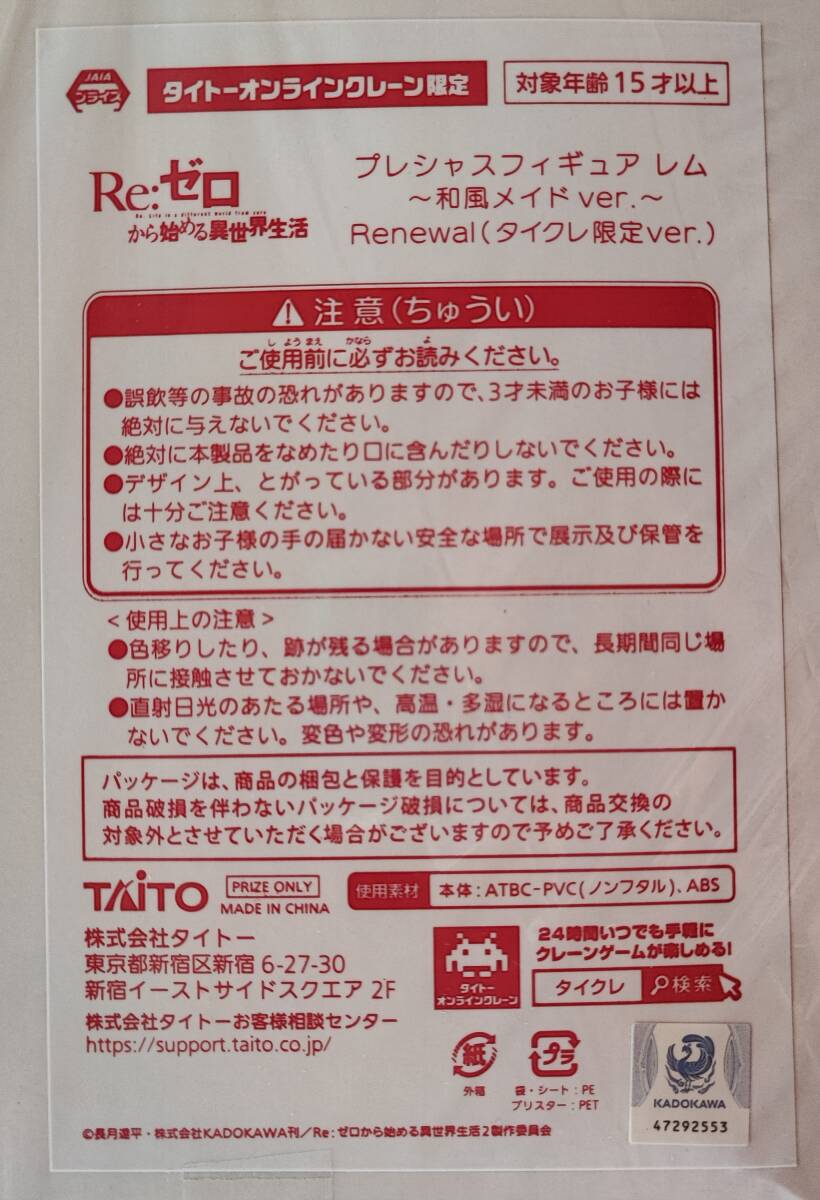 JAIA
プライズ
タイトーオンラインクレーン限定
対象年齢15才以上
Re:ゼロ
Re: Life in a different world from zero
から始める異世界生活
プレシャスフィギュア レム
～和風メイド ver.～
Renewal(タイクレ限定ver.)
注意(ちゅうい)
しようまえ かなら よ
ご使用前に必ずお読みください。
●誤飲等の事故の恐れがありますので、3才未満のお子様には
絶対に与えないでください。
●絶対に本製品をなめたり口に含んだりしないでください。
●デザイン上、とがっている部分があります。ご使用の際に
は十分ご注意ください。
●小さなお子様の手の届かない安全な場所で展示及び保管を
行ってください。
<使用上の注意>
●色移りしたり、跡が残る場合がありますので、長期間同じ場
所に接触させておかないでください。
●直射日光のあたる場所や、高温・多湿になるところには置か
ないでください。変色や変形の恐れがあります。
パッケージは、商品の梱包と保護を目的としています。
商品破損を伴わないパッケージ破損については、商品交換の
対象外とさせていただく場合がございますので予めご了承ください。
TAITO
PRIZE ONLY
MADE IN CHINA
使用素材 本体:ATBC-PVC(ノンフタル)、ABS
株式会社タイトー
東京都新宿区新宿 6-27-30
新宿イーストサイドスクエア 2F
株式会社タイトーお客様相談センター
https://support.taito.co.jp/
タイトー
オンラインクレーン
24時間いつでも手軽に
クレーンゲームが楽しめる!
タイクレ 検索
紙
外箱
プラ
袋・シート:PE
ブリスター:PET
KADOKAWA
47292553
©長月達平・株式会社KADOKAWA刊/Re:ゼロから始める異世界生活2製作委員会